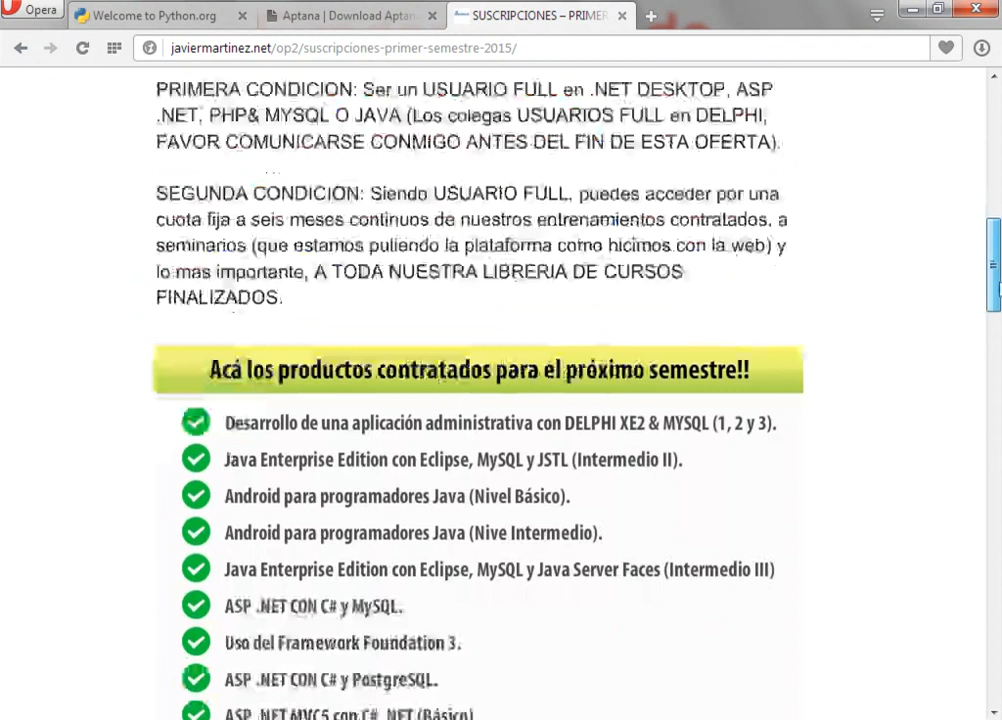 Opera
Welcome to Python.org
Aptana | Download Aptan
SUSCRIPCIONES – PRIMER
javiermartinez.net/op2/suscripciones-primer-semestre-2015/
PRIMERA CONDICION: Ser un USUARIO FULL en .NET DESKTOP, ASP
.NET, PHP& MYSQL O JAVA (Los colegas USUARIOS FULL en DELPHI,
FAVOR COMUNICARSE CONMIGO ANTES DEL FIN DE ESTA OFERTA).
SEGUNDA CONDICION: Siendo USUARIO FULL, puedes acceder por una
cuota fija a seis meses continuos de nuestros entrenamientos contratados, a
seminarios (que estamos puliendo la plataforma como hicimos con la web) y
lo mas importante, A TODA NUESTRA LIBRERIA DE CURSOS
FINALIZADOS.
Acá los productos contratados para el próximo semestre!!
Desarrollo de una aplicación administrativa con DELPHI XE2 & MYSQL (1, 2 y 3).
Java Enterprise Edition con Eclipse, MySQL y JSTL (Intermedio II).
Android para programadores Java (Nivel Básico).
Android para programadores Java (Nive Intermedio).
Java Enterprise Edition con Eclipse, MySQL y Java Server Faces (Intermedio III)
ASP .NET CON C# y MySQL.
Uso del Framework Foundation 3.
ASP .NET CON C# y PostgreSQL.
ASP .NET MVC5 con C# .NET (Básico)